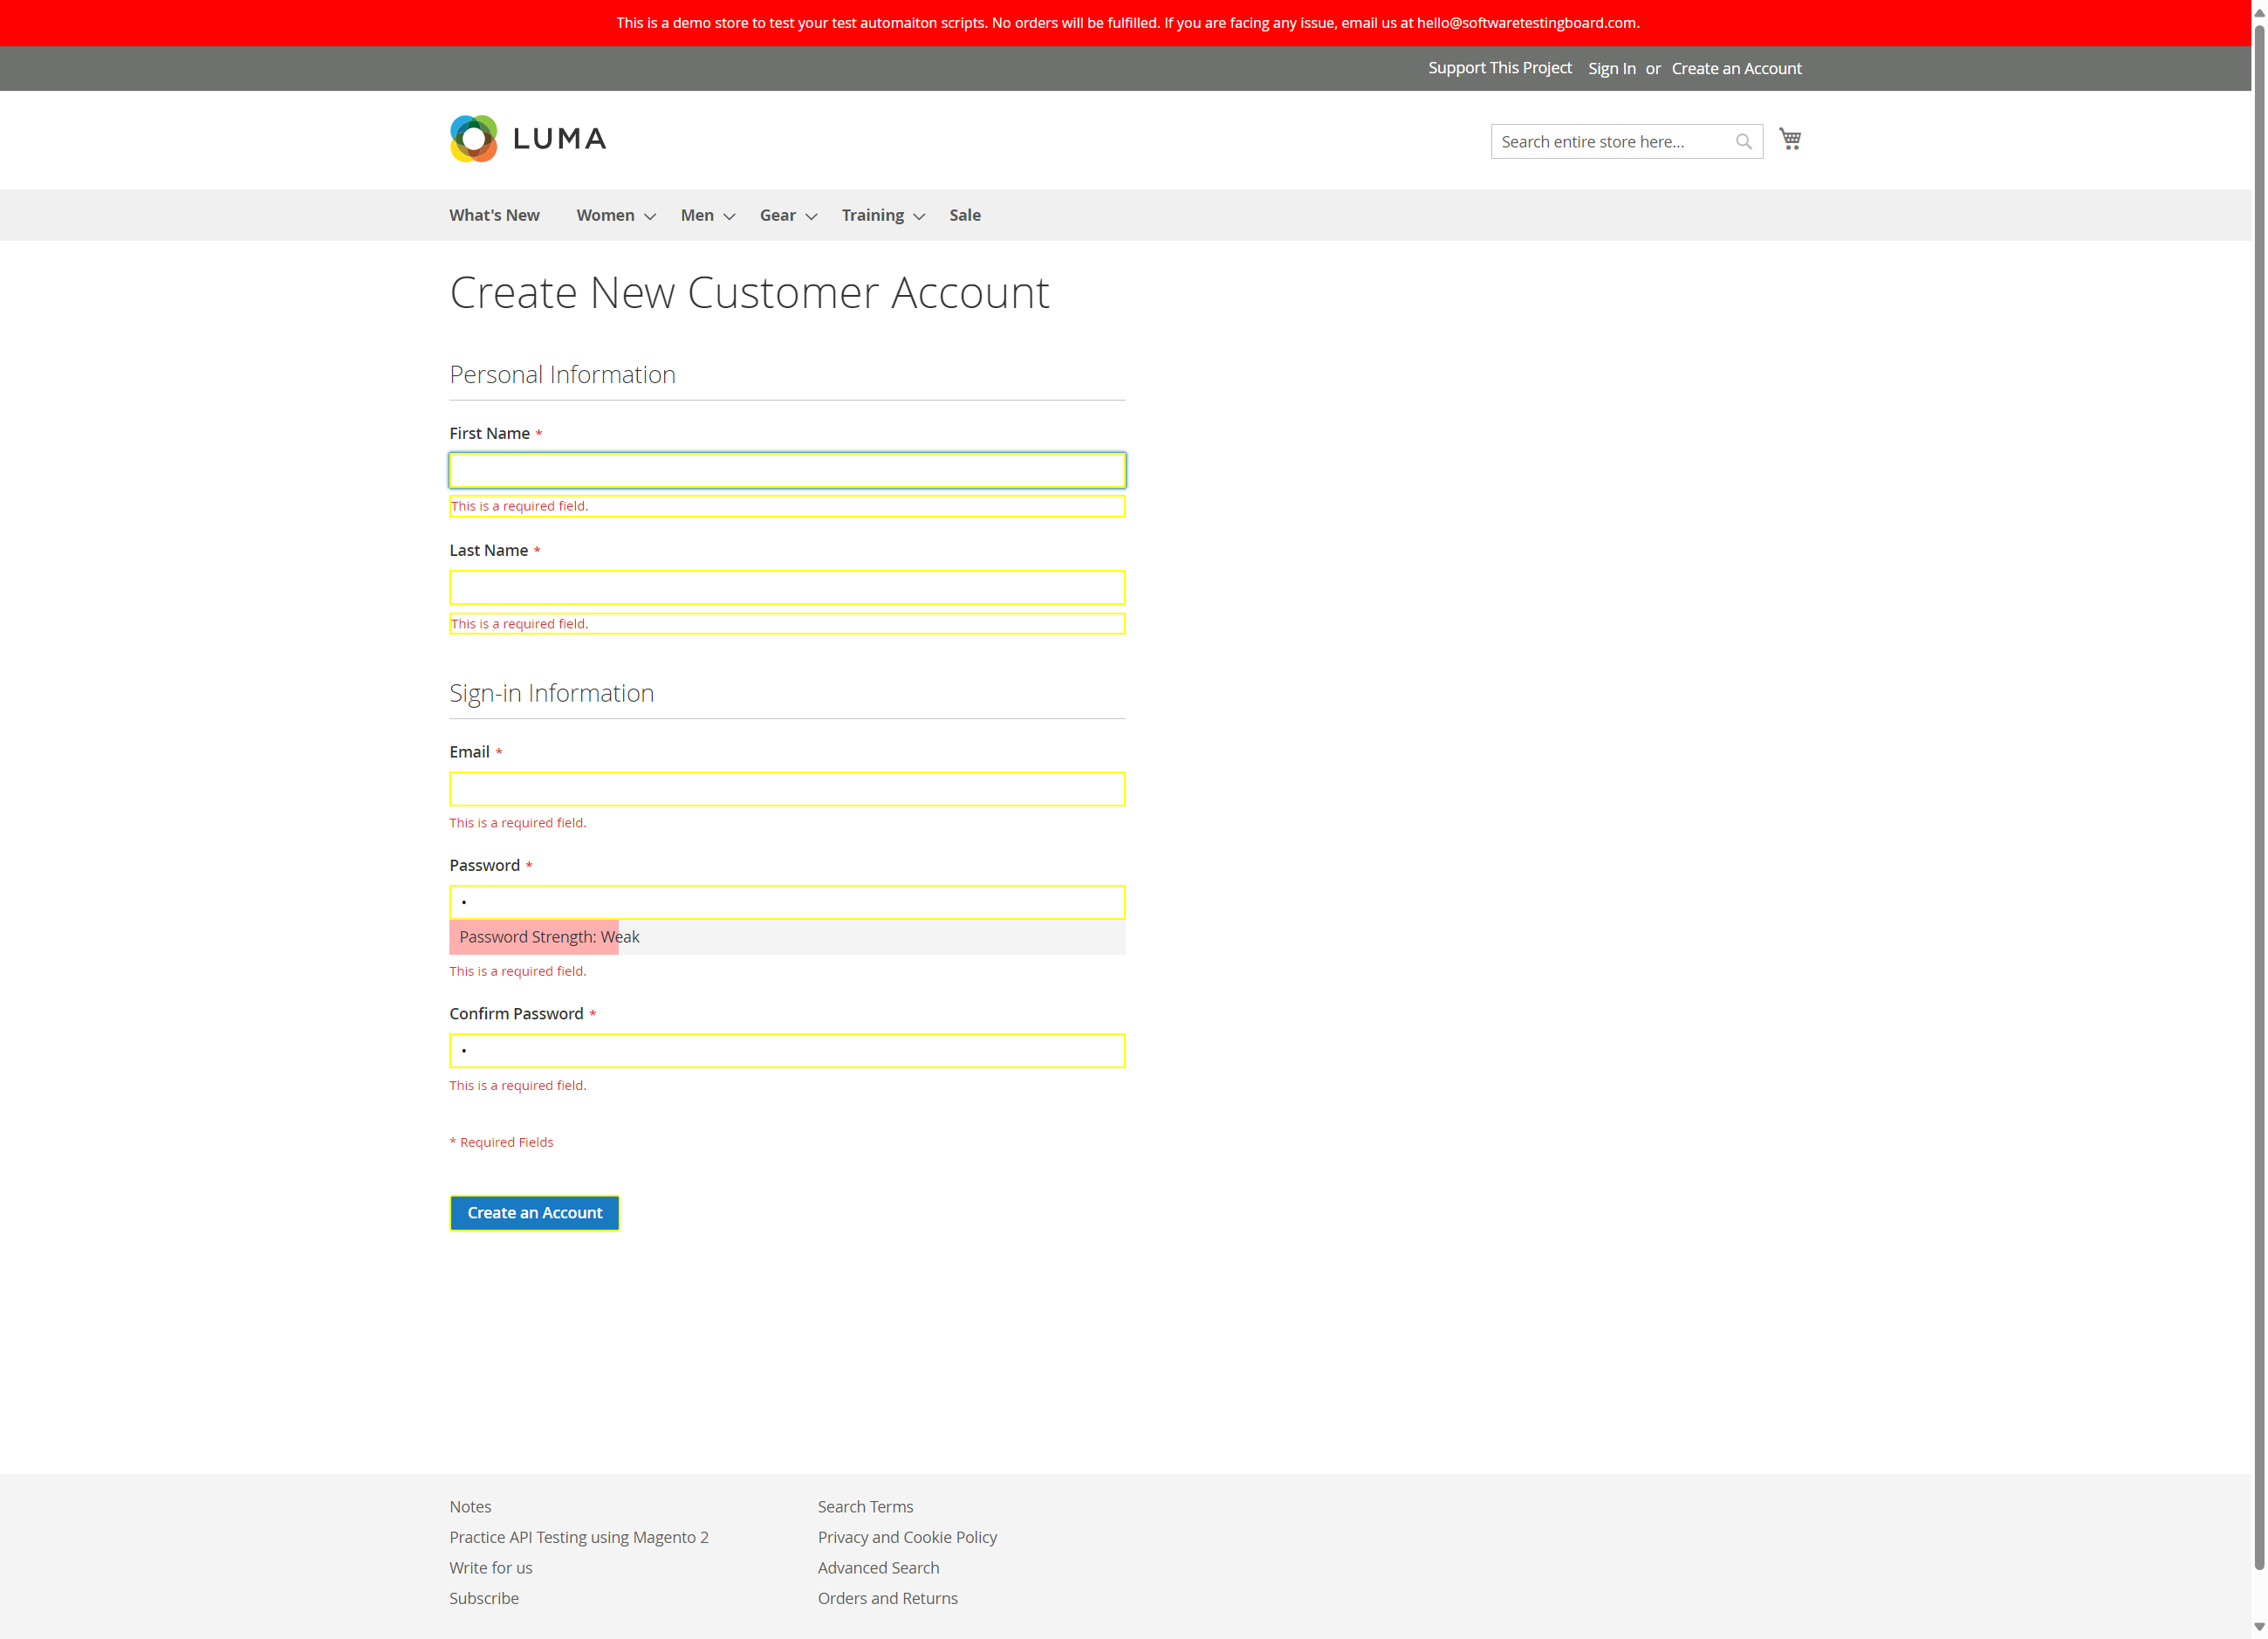 This is a demo store to test your test automaiton scripts. No orders will be fulfilled. If you are facing any issue, email us at hello@softwaretestingboard.com.
Support This Project Sign In or Create an Account
LUMA
Search entire store here...
What's New Women Men Gear Training Sale
Create New Customer Account
Personal Information
First Name *
This is a required field.
Last Name *
This is a required field.
Sign-in Information
Email *
This is a required field.
Password *
•
Password Strength: Weak
This is a required field.
Confirm Password *
•
This is a required field.
* Required Fields
Create an Account
Notes
Practice API Testing using Magento 2
Write for us
Subscribe
Search Terms
Privacy and Cookie Policy
Advanced Search
Orders and Returns